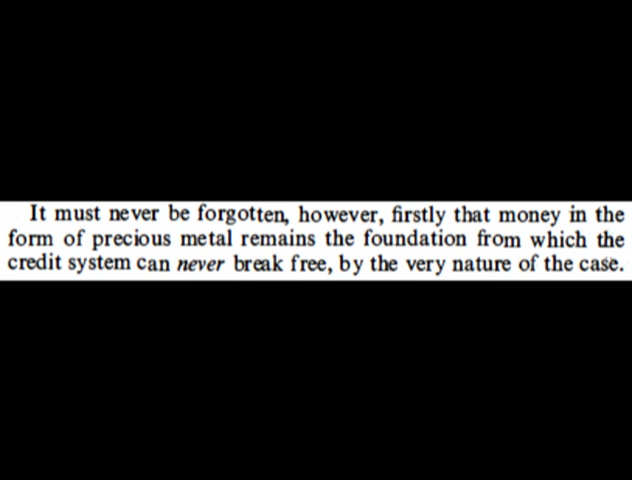 It must never be forgotten, however, firstly that money in the
form of precious metal remains the foundation from which the
credit system can never break free, by the very nature of the case.